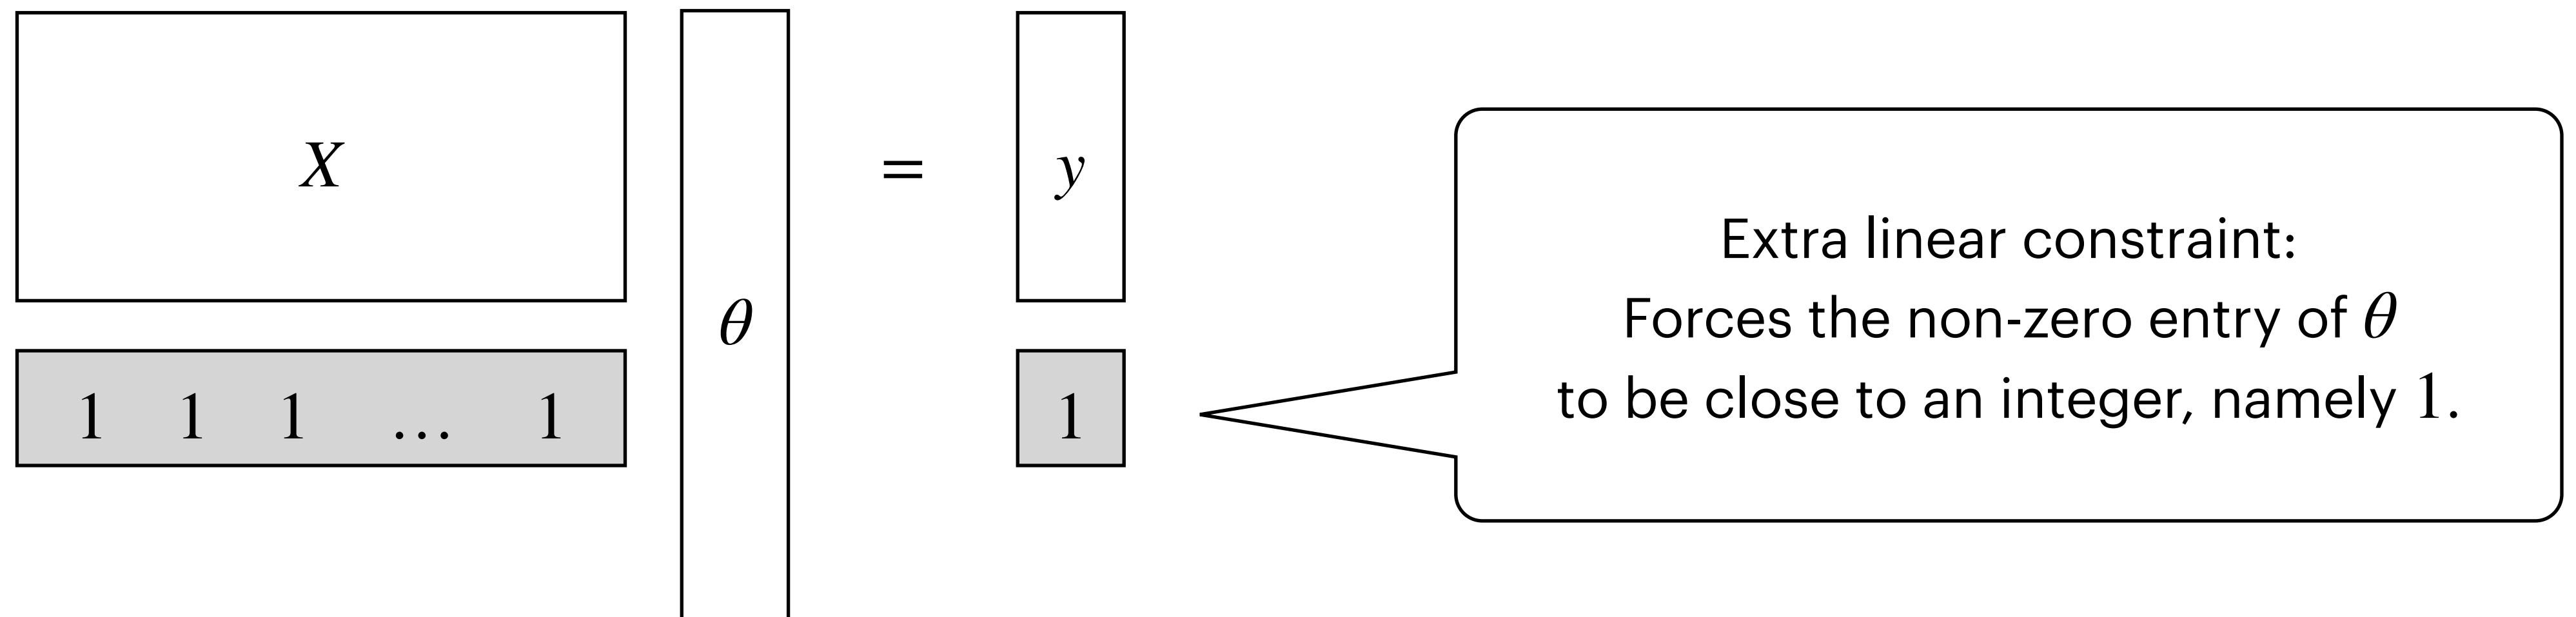 X
θ
=
y
1 1 1 … 1
1
Extra linear constraint:
Forces the non-zero entry of θ
to be close to an integer, namely 1.